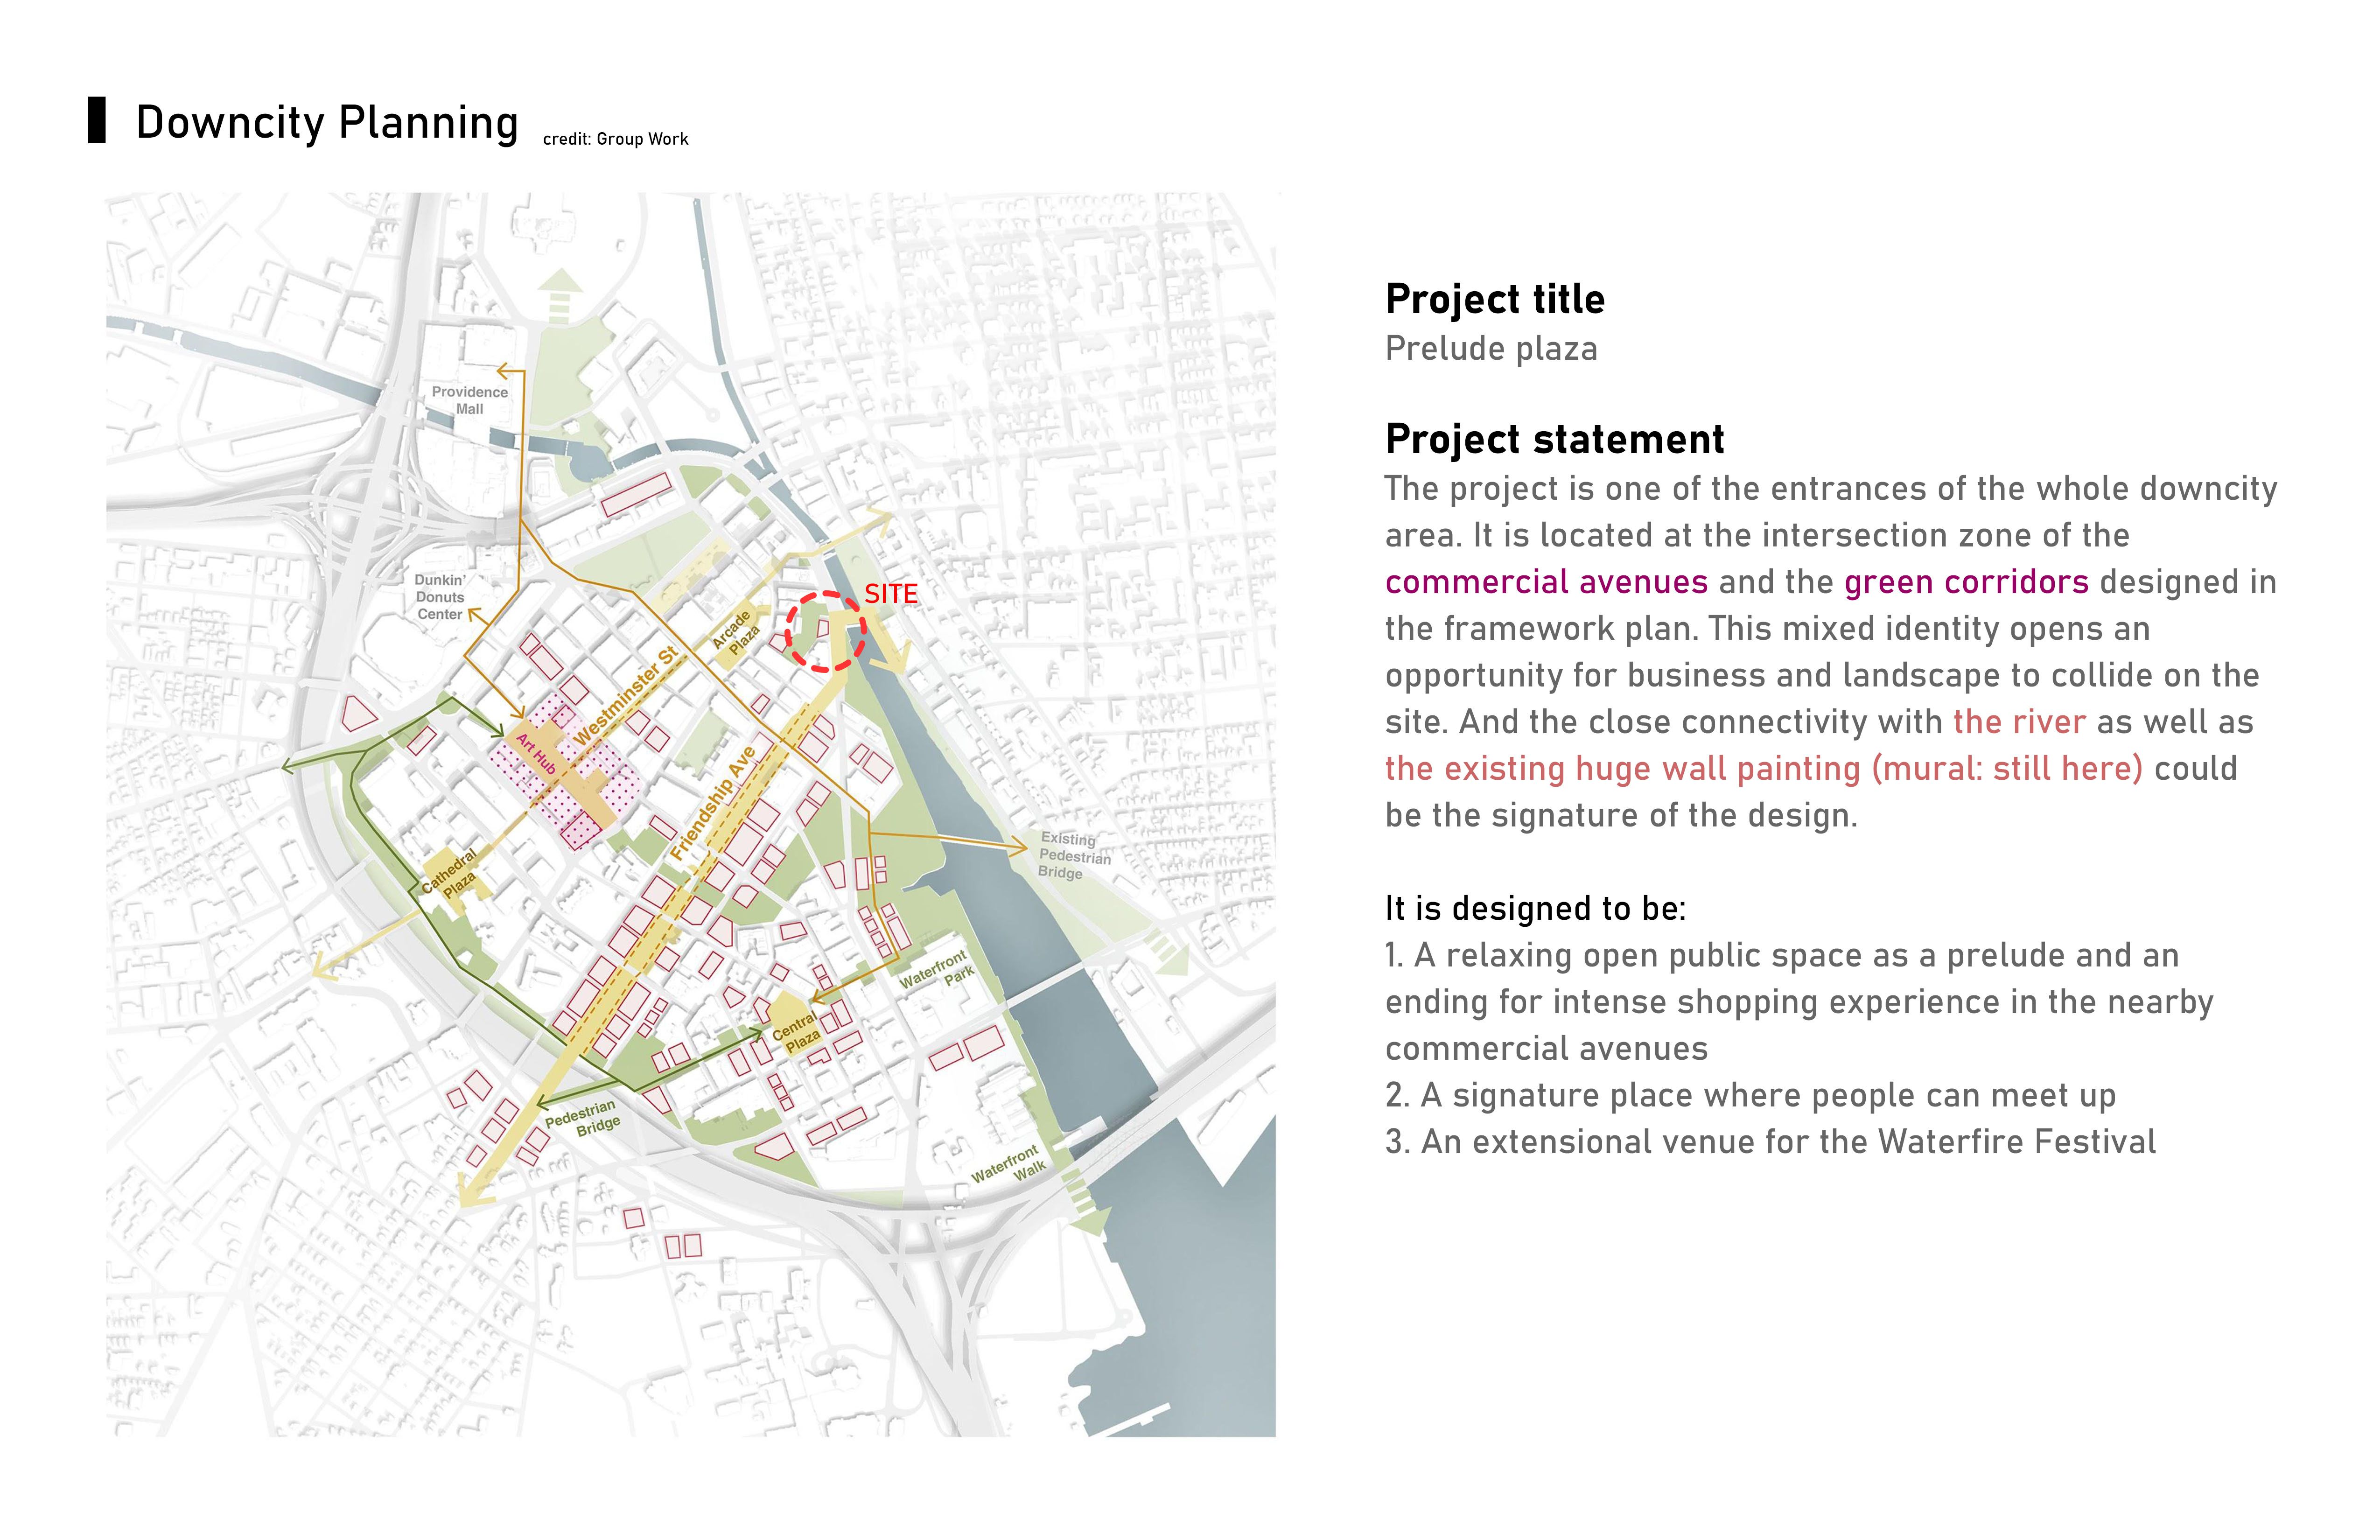 Downcity Planning
credit: Group Work
Providence
Mall
Dunkin'
Donuts
Center
SITE
Arcade
Plaza
Westminster St
Art Hub
Friendship Ave
Cathedral
Plaza
Existing
Pedestrian
Bridge
Waterfront
Park
Central
Plaza
Pedestrian
Bridge
Waterfront
Walk
Project title
Prelude plaza
Project statement
The project is one of the entrances of the whole downcity
area. It is located at the intersection zone of the
commercial avenues and the green corridors designed in
the framework plan. This mixed identity opens an
opportunity for business and landscape to collide on the
site. And the close connectivity with the river as well as
the existing huge wall painting (mural: still here) could
be the signature of the design.
It is designed to be:
1. A relaxing open public space as a prelude and an
ending for intense shopping experience in the nearby
commercial avenues
2. A signature place where people can meet up
3. An extensional venue for the Waterfire Festival